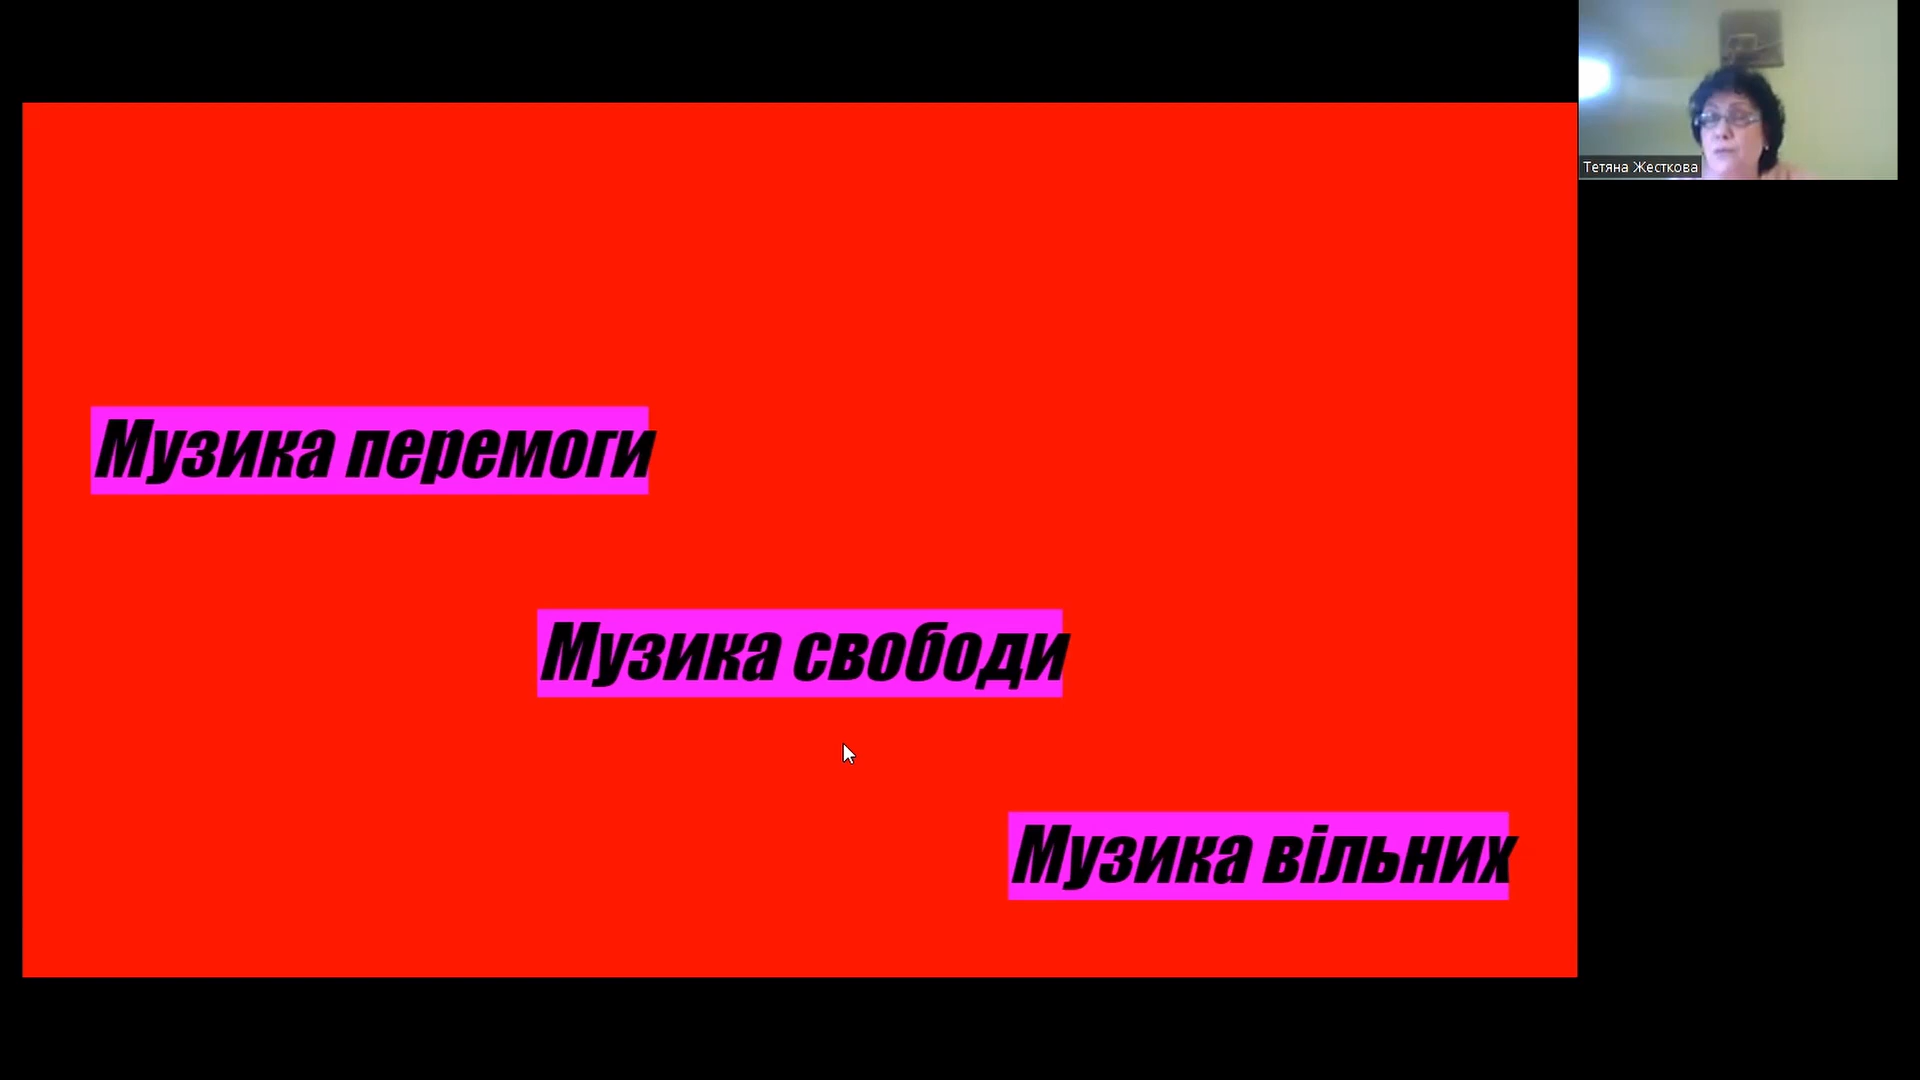 Тетяна Жесткова
Музика перемоги
Музика свободи
Музика вільних